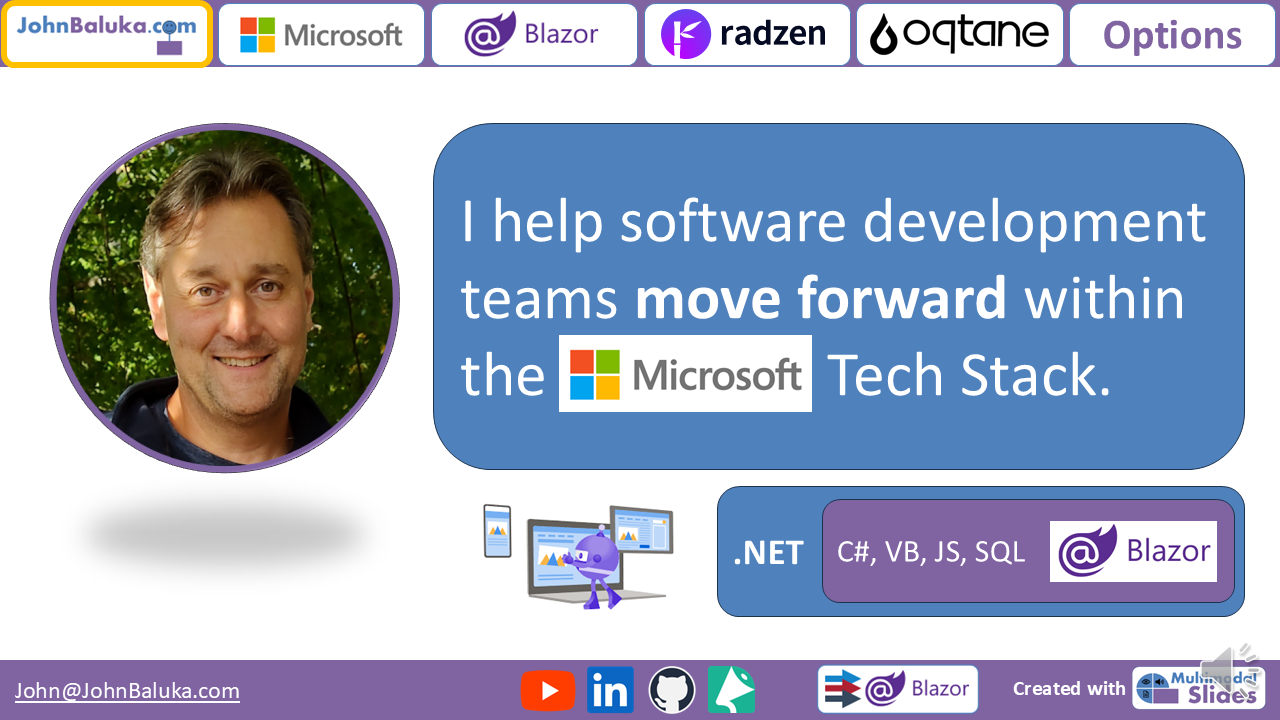 JohnBaluka.com
Microsoft
Blazor
radzen
oqtane
Options
I help software development
teams move forward within
the Microsoft Tech Stack.
.NET
C#, VB, JS, SQL
Blazor
John@JohnBaluka.com
in
Blazor
Created with
Multimodal
Slides